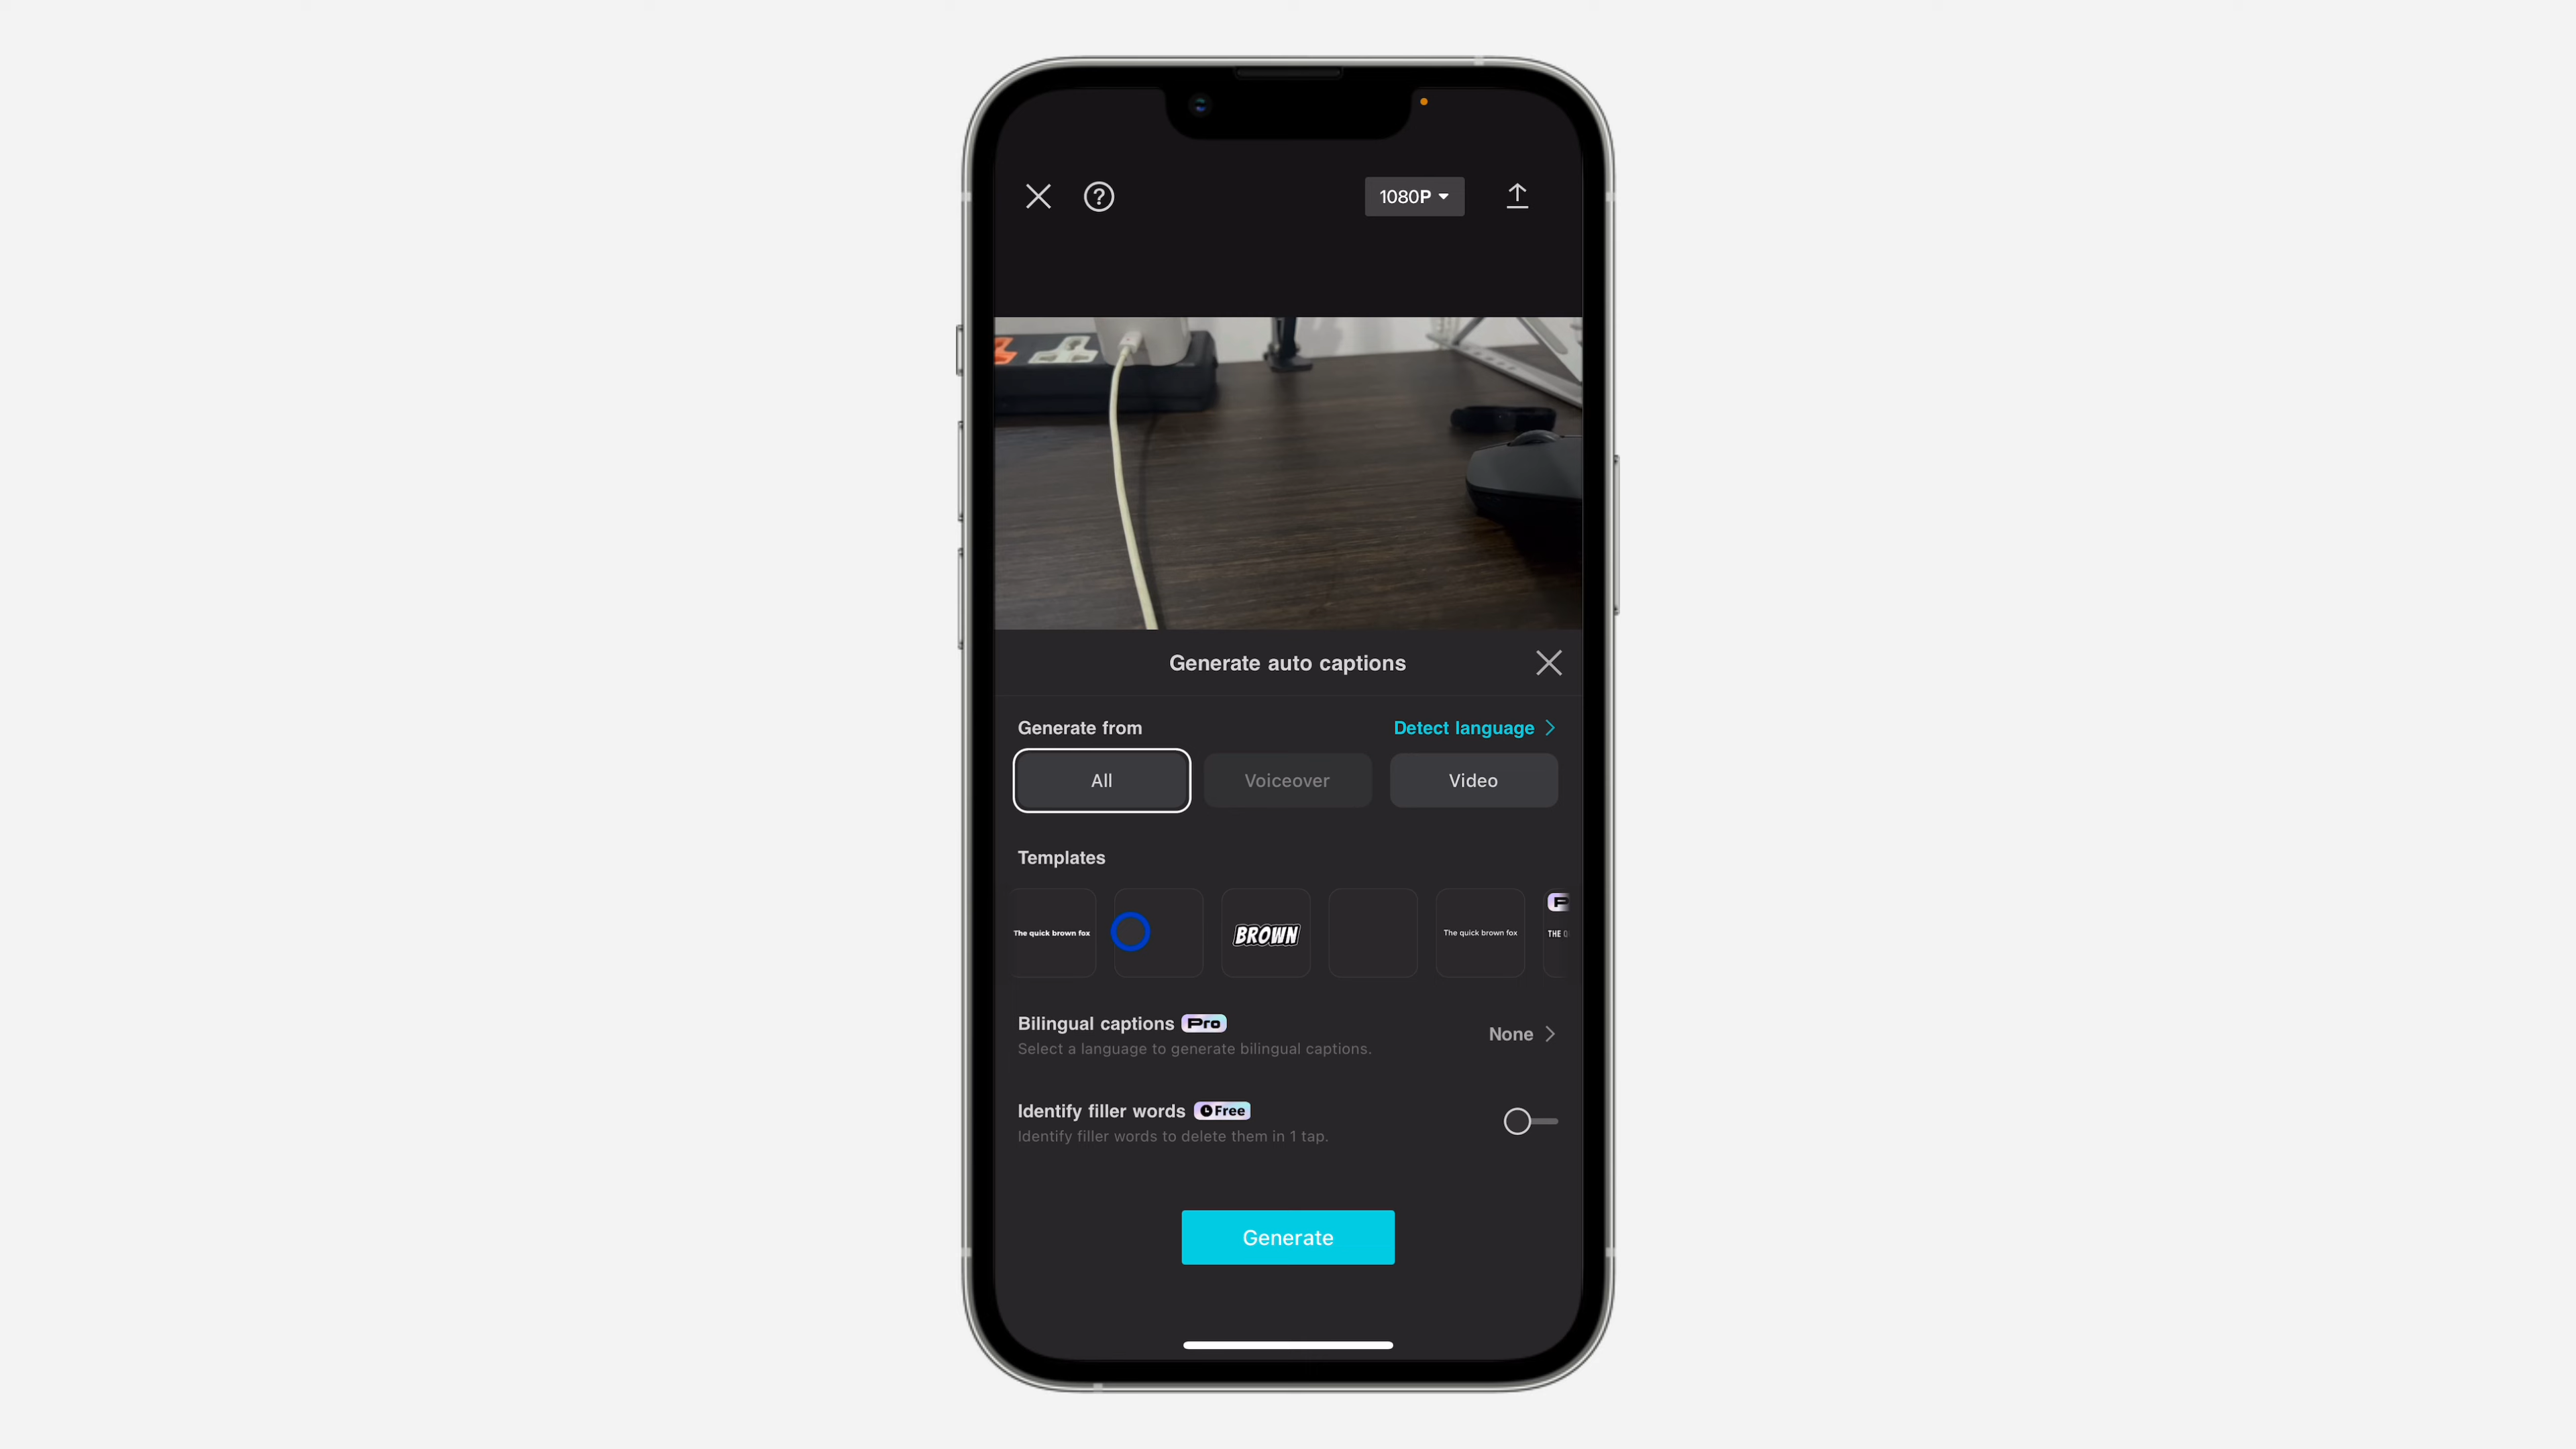 1080P
Generate auto captions
Generate from
Detect language
All
Voiceover
Video
Templates
The quick brown fox
BROWN
The quick brown fox
P
THE
Bilingual captions Pro
Select a language to generate bilingual captions.
None
Identify filler words Free
Identify filler words to delete them in 1 tap.
Generate